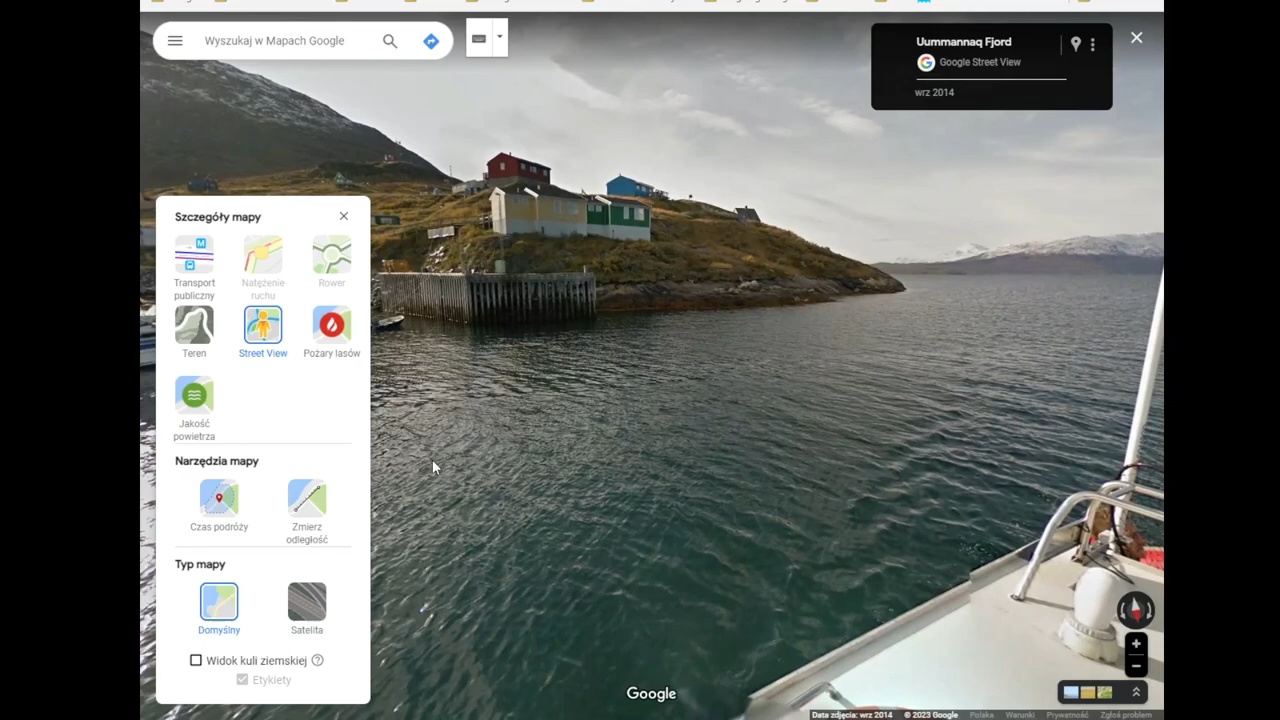 Wyszukaj w Mapach Google
Uummannaq Fjord
Google Street View
wrz 2014
Szczegóły mapy
Transport
publiczny
Natężenie
ruchu
Rower
Teren
Street View
Pożary lasów
M
Jakość
powietrza
Narzędzia mapy
Czas podróży
Zmierz
odległość
Typ mapy
Domyślny
Satelita
Widok kuli ziemskiej
Etykiety
Google
Data zdjęcia: wrz 2014 © 2023 Google Polska Warunki Prywatność Zgłoś problem